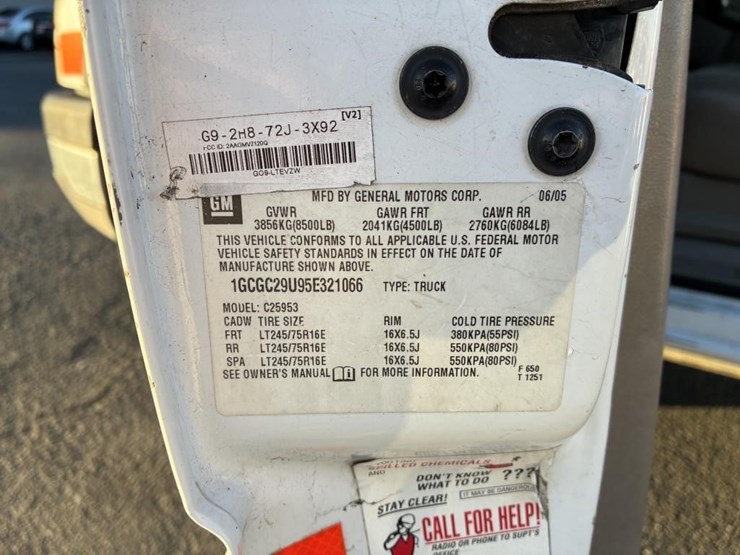 [V2]
G9-2H8-72J-3X92
FCC ID: 2AAGMVZ120Q
GO9-LTEVZW
GM
MFD BY GENERAL MOTORS CORP. 06/05
GVWR GAWR FRT GAWR RR
3856KG(8500LB) 2041KG(4500LB) 2760KG(6084LB)
THIS VEHICLE CONFORMS TO ALL APPLICABLE U.S. FEDERAL MOTOR
VEHICLE SAFETY STANDARDS IN EFFECT ON THE DATE OF
MANUFACTURE SHOWN ABOVE.
1GCGC29U95E321066 TYPE: TRUCK
MODEL: C25953
CADW TIRE SIZE RIM COLD TIRE PRESSURE
FRT LT245/75R16E 16X6.5J 380KPA(55PSI)
RR LT245/75R16E 16X6.5J 550KPA(80PSI)
SPA LT245/75R16E 16X6.5J 550KPA(80PSI)
SEE OWNER'S MANUAL i FOR MORE INFORMATION.
F 650
T 1251
SPILLED CHEMICALS
AND DON'T KNOW ???
WHAT TO DO
STAY CLEAR! IT MAY BE DANGEROUS
CALL FOR HELP!
RADIO OR PHONE TO SUPT'S
OFFICE